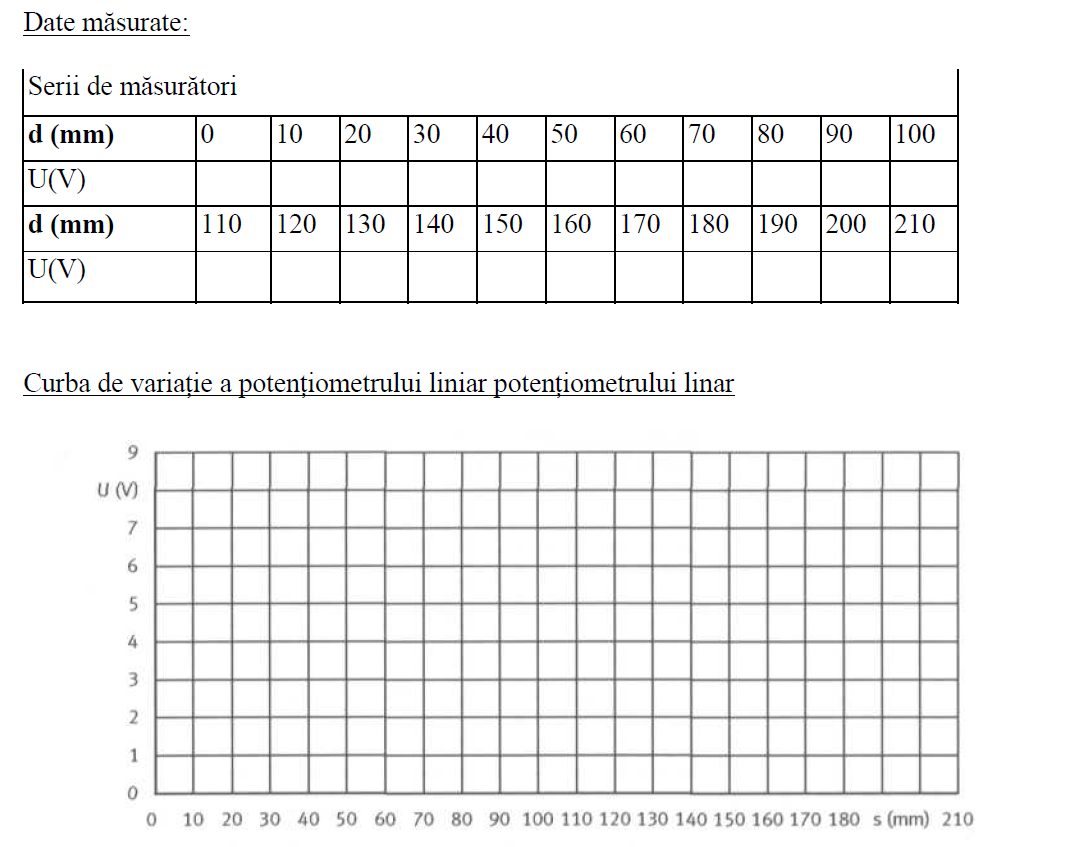 Date măsurate:
Serii de măsurători
d (mm) 0 10 20 30 40 50 60 70 80 90 100
U(V)
d (mm) 110 120 130 140 150 160 170 180 190 200 210
U(V)
Curba de variație a potențiometrului liniar potențiometrului linar
9
U (V)
7
6
5
4
3
2
1
0
0 10 20 30 40 50 60 70 80 90 100 110 120 130 140 150 160 170 180 s (mm) 210